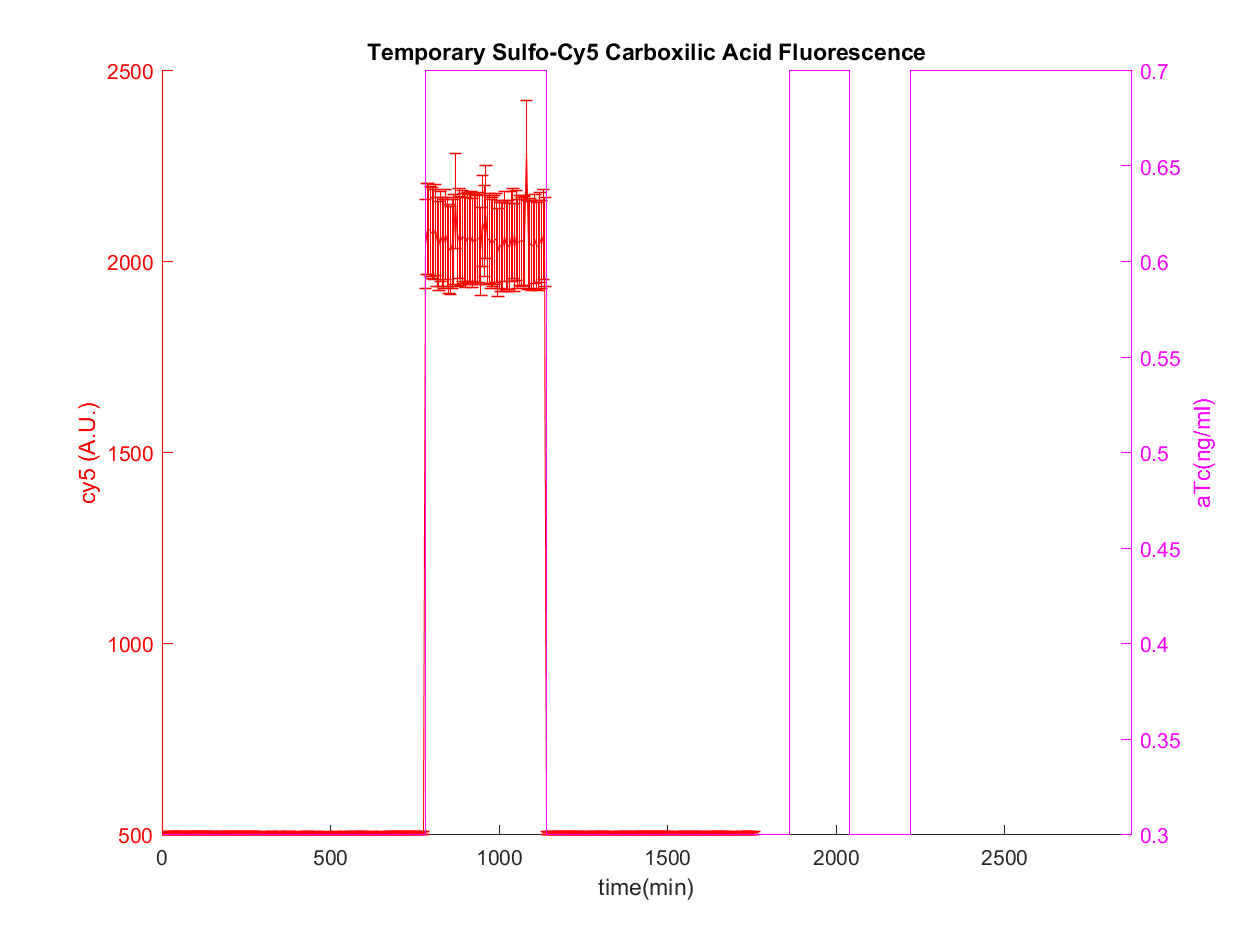 Temporary Sulfo-Cy5 Carboxilic Acid Fluorescence
2500
2000
1500
1000
500
cy5 (A.U.)
0.7
0.65
0.6
0.55
0.5
0.45
0.4
0.35
0.3
aTc(ng/ml)
0 500 1000 1500 2000 2500
time(min)